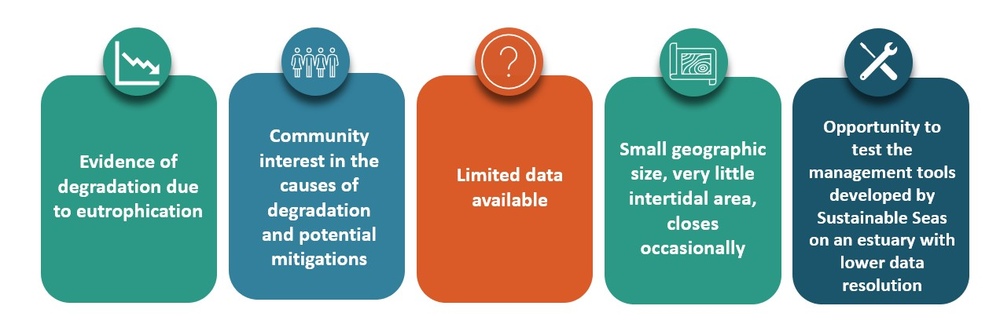 Evidence of
degradation due
to eutrophication
Community
interest in the
causes of
degradation
and potential
mitigations
?
Limited data
available
Small geographic
size, very little
intertidal area,
closes
occasionally
Opportunity to
test the
management tools
developed by
Sustainable Seas
on an estuary with
lower data
resolution